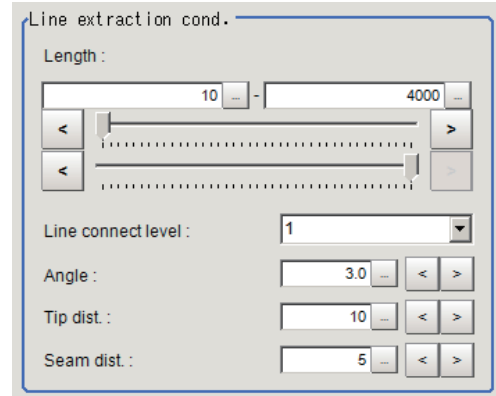 Line extraction cond.
Length :
10 ... - 4000 ...
< >
< >
Line connect level : 1
Angle : 3.0 ... < >
Tip dist. : 10 ... < >
Seam dist. : 5 ... < >